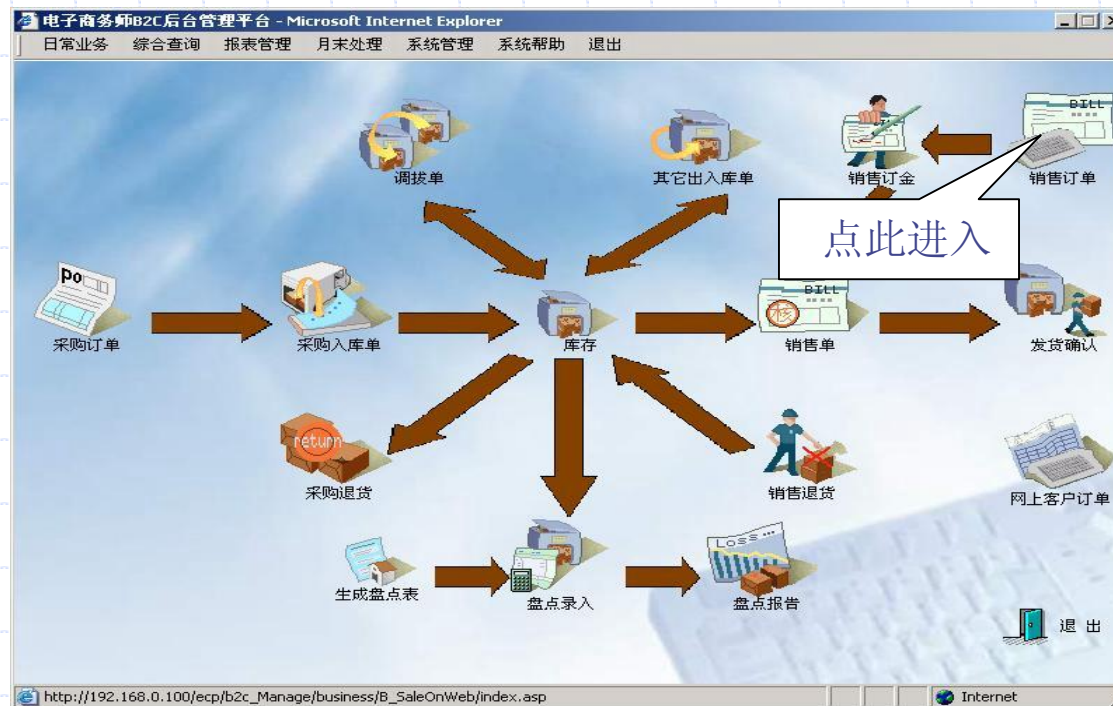 电子商务师B2C后台管理平台 - Microsoft Internet Explorer
日常业务 综合查询 报表管理 月末处理 系统管理 系统帮助 退出
BILL
调拔单 其它出入库单 销售订金 销售订单
点此进入
PO
BILL
核
采购订单 采购入库单 库存 销售单 发货确认
return
采购退货 销售退货 网上客户订单
LOSS
生成盘点表 盘点录入 盘点报告
退 出
http://192.168.0.100/ecp/b2c_Manage/business/B_SaleOnWeb/index.asp Internet